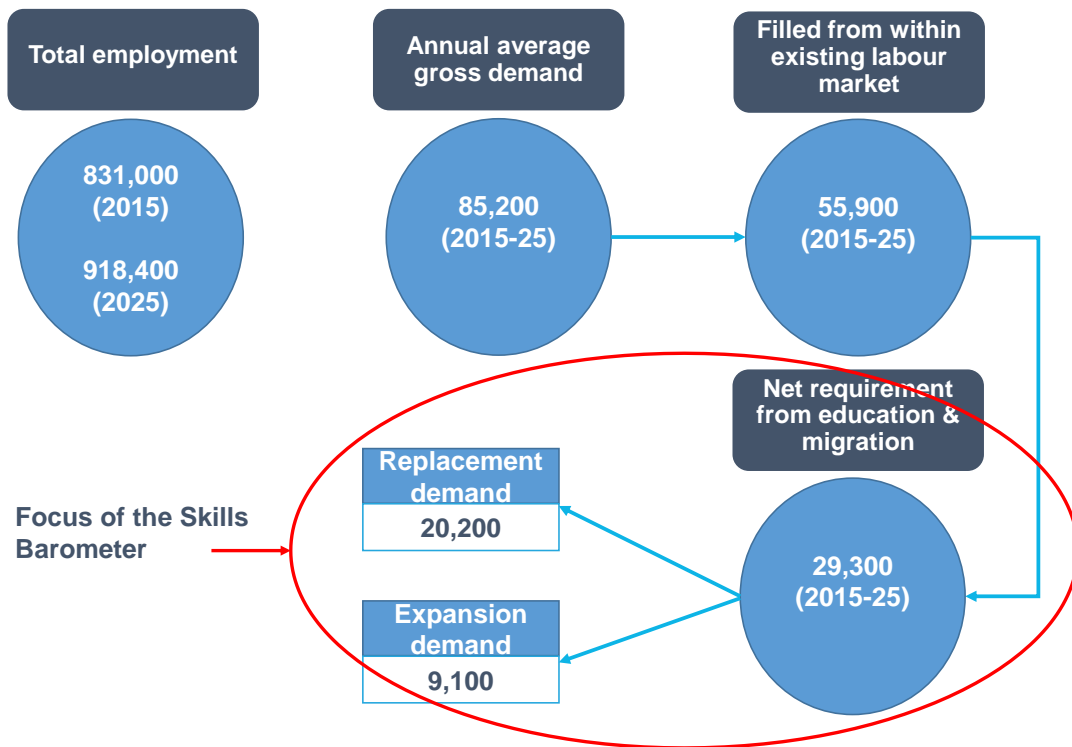 Total employment
831,000
(2015)
918,400
(2025)
Annual average
gross demand
85,200
(2015-25)
Filled from within
existing labour
market
55,900
(2015-25)
Net requirement
from education &
migration
29,300
(2015-25)
Replacement
demand
20,200
Expansion
demand
9,100
Focus of the Skills
Barometer